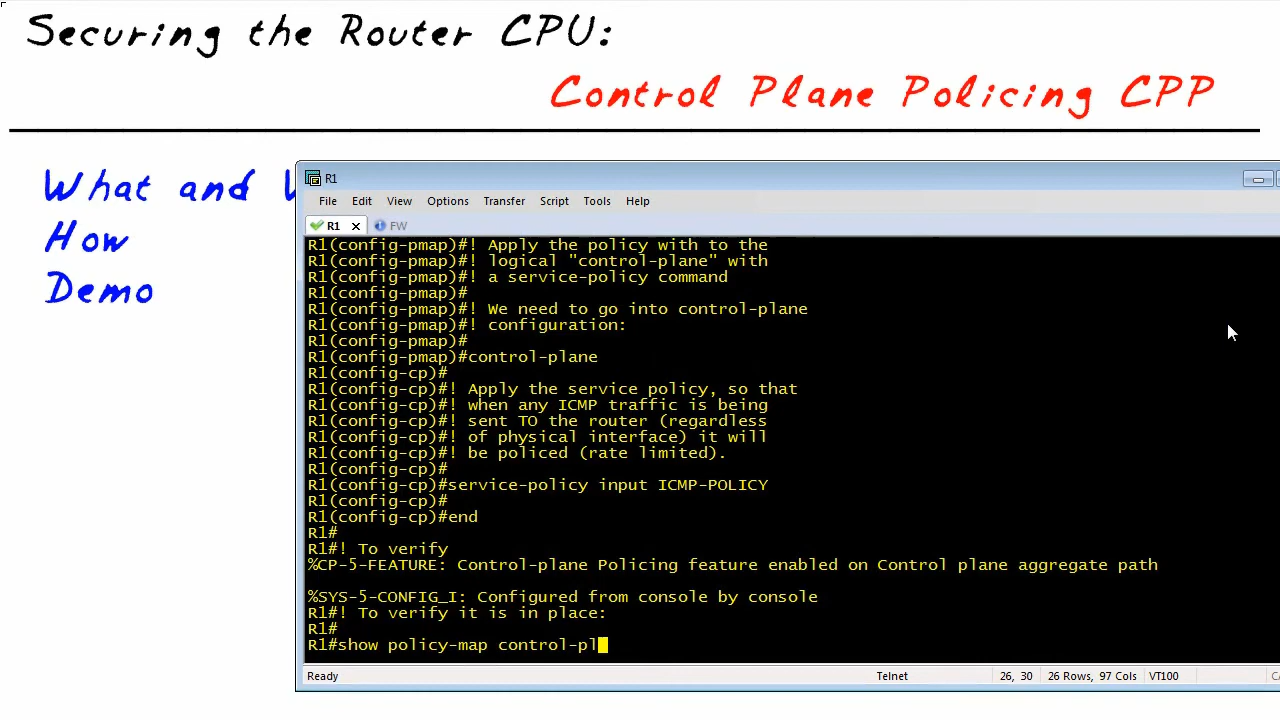 Securing the Router CPU:
Control Plane Policing CPP
What and
How
Demo
R1
File Edit View Options Transfer Script Tools Help
R1 FW
R1(config-pmap)#! Apply the policy with to the
R1(config-pmap)#! logical "control-plane" with
R1(config-pmap)#! a service-policy command
R1(config-pmap)#
R1(config-pmap)#! We need to go into control-plane
R1(config-pmap)#! configuration:
R1(config-pmap)#
R1(config-pmap)#control-plane
R1(config-cp)#
R1(config-cp)#! Apply the service policy, so that
R1(config-cp)#! when any ICMP traffic is being
R1(config-cp)#! sent TO the router (regardless
R1(config-cp)#! of physical interface) it will
R1(config-cp)#! be policed (rate limited).
R1(config-cp)#
R1(config-cp)#service-policy input ICMP-POLICY
R1(config-cp)#
R1(config-cp)#end
R1#
R1#! To verify
%CP-5-FEATURE: Control-plane Policing feature enabled on Control plane aggregate path
%SYS-5-CONFIG_I: Configured from console by console
R1#! To verify it is in place:
R1#
R1#show policy-map control-pl
Ready Telnet 26, 30 26 Rows, 97 Cols VT100